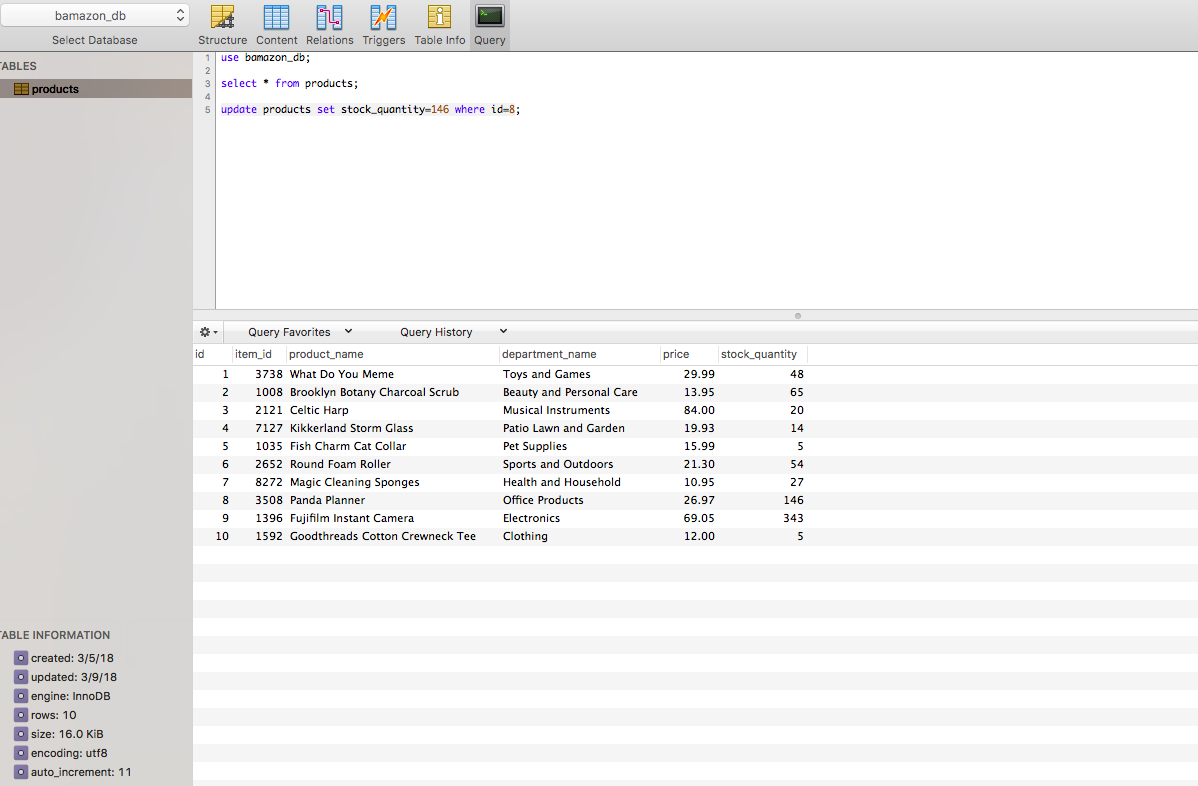 bamazon_db
Select Database
Structure Content Relations Triggers Table Info Query
TABLES
products
1 use bamazon_db;
2
3 select * from products;
4
5 update products set stock_quantity=146 where id=8;
Query Favorites Query History
id item_id product_name department_name price stock_quantity
1 3738 What Do You Meme Toys and Games 29.99 48
2 1008 Brooklyn Botany Charcoal Scrub Beauty and Personal Care 13.95 65
3 2121 Celtic Harp Musical Instruments 84.00 20
4 7127 Kikkerland Storm Glass Patio Lawn and Garden 19.93 14
5 1035 Fish Charm Cat Collar Pet Supplies 15.99 5
6 2652 Round Foam Roller Sports and Outdoors 21.30 54
7 8272 Magic Cleaning Sponges Health and Household 10.95 27
8 3508 Panda Planner Office Products 26.97 146
9 1396 Fujifilm Instant Camera Electronics 69.05 343
10 1592 Goodthreads Cotton Crewneck Tee Clothing 12.00 5
TABLE INFORMATION
created: 3/5/18
updated: 3/9/18
engine: InnoDB
rows: 10
size: 16.0 KiB
encoding: utf8
auto_increment: 11